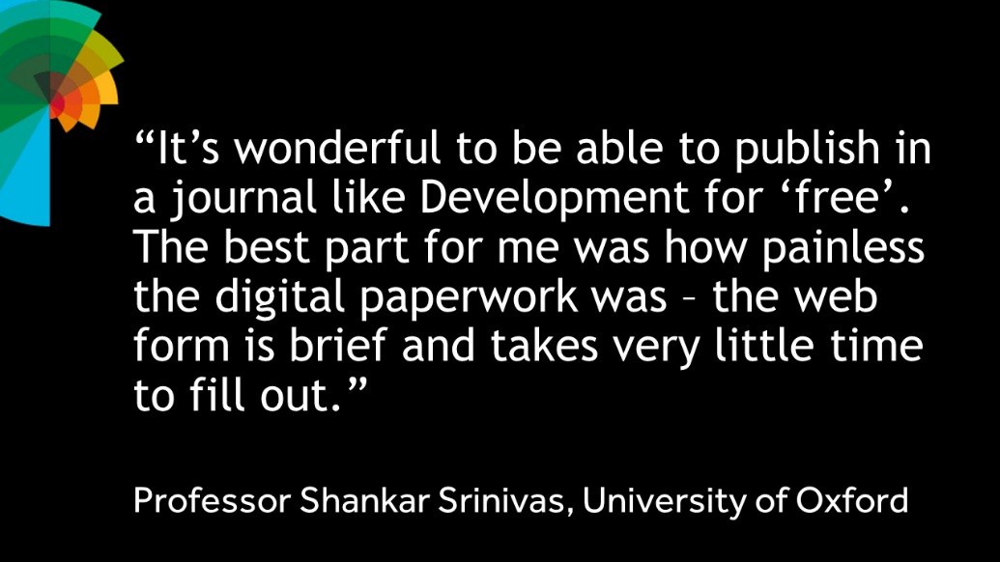 “It’s wonderful to be able to publish in
a journal like Development for ‘free’.
The best part for me was how painless
the digital paperwork was – the web
form is brief and takes very little time
to fill out.”
Professor Shankar Srinivas, University of Oxford